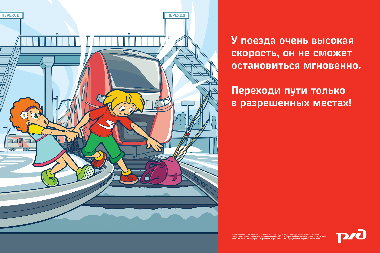 У поезда очень высокая
скорость, он не сможет
остановиться мгновенно.
Переходи пути только
в разрешенных местах!
РЖД